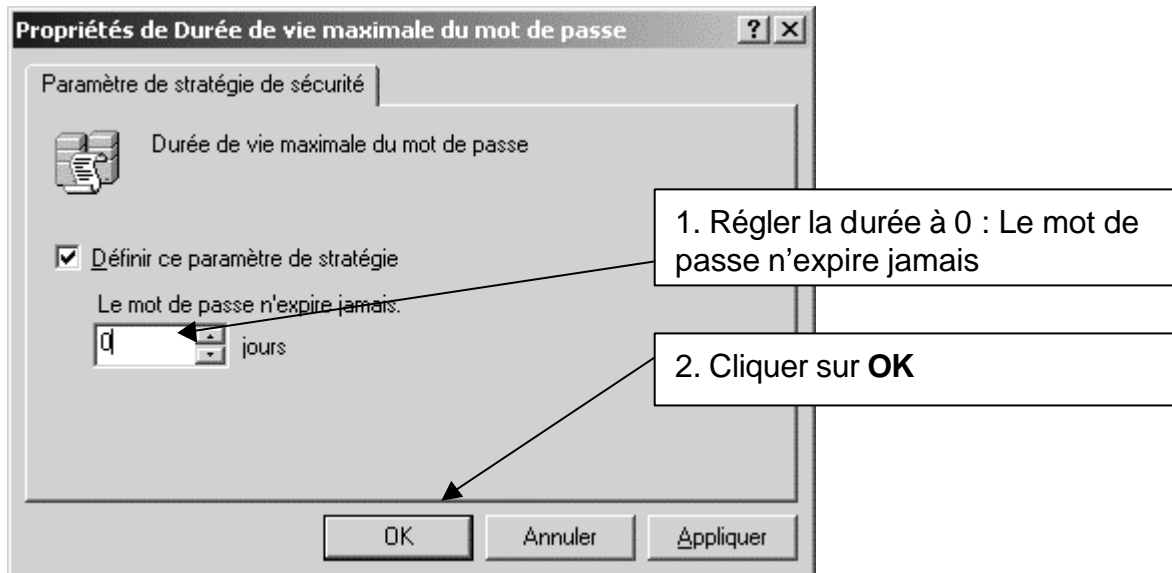 Propriétés de Durée de vie maximale du mot de passe
Paramètre de stratégie de sécurité
Durée de vie maximale du mot de passe
Définir ce paramètre de stratégie
Le mot de passe n'expire jamais.
0 jours
1. Régler la durée à 0 : Le mot de
passe n’expire jamais
2. Cliquer sur OK
OK Annuler Appliquer